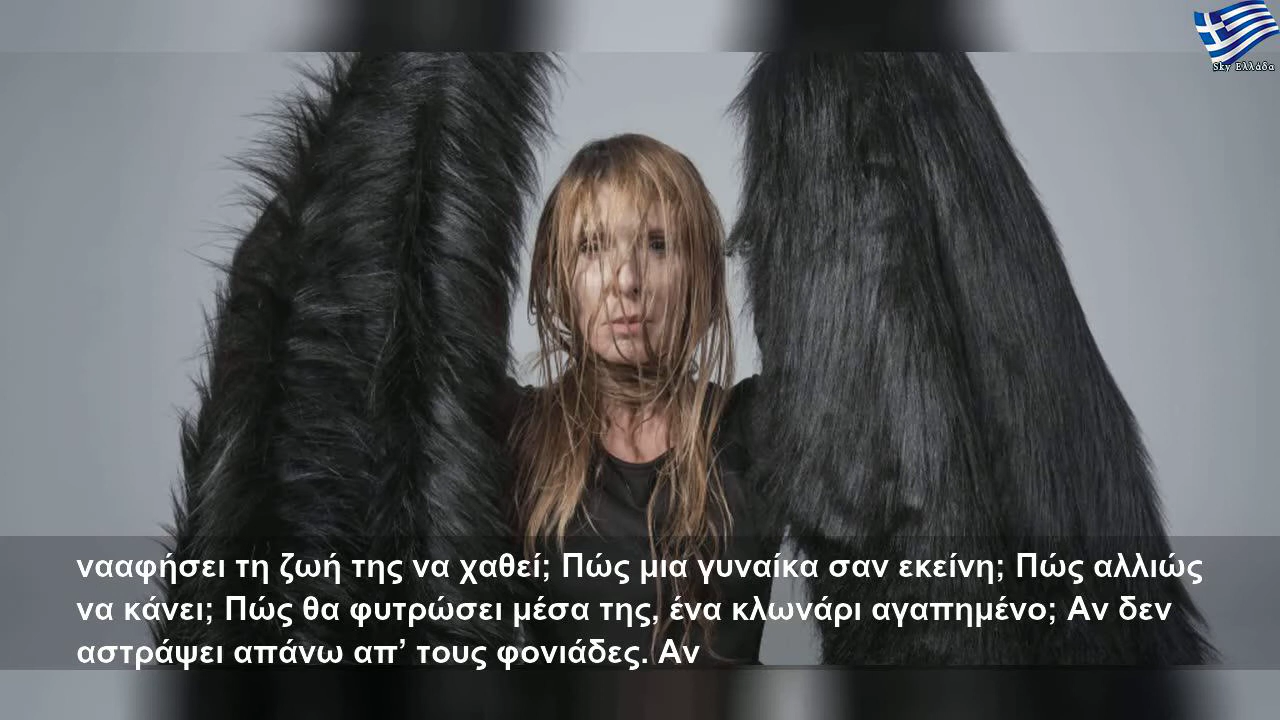 Sky Ελλάδα
νααφήσει τη ζωή της να χαθεί; Πώς μια γυναίκα σαν εκείνη; Πώς αλλιώς
να κάνει; Πώς θα φυτρώσει μέσα της, ένα κλωνάρι αγαπημένο; Αν δεν
αστράψει απάνω απ’ τους φονιάδες. Αν